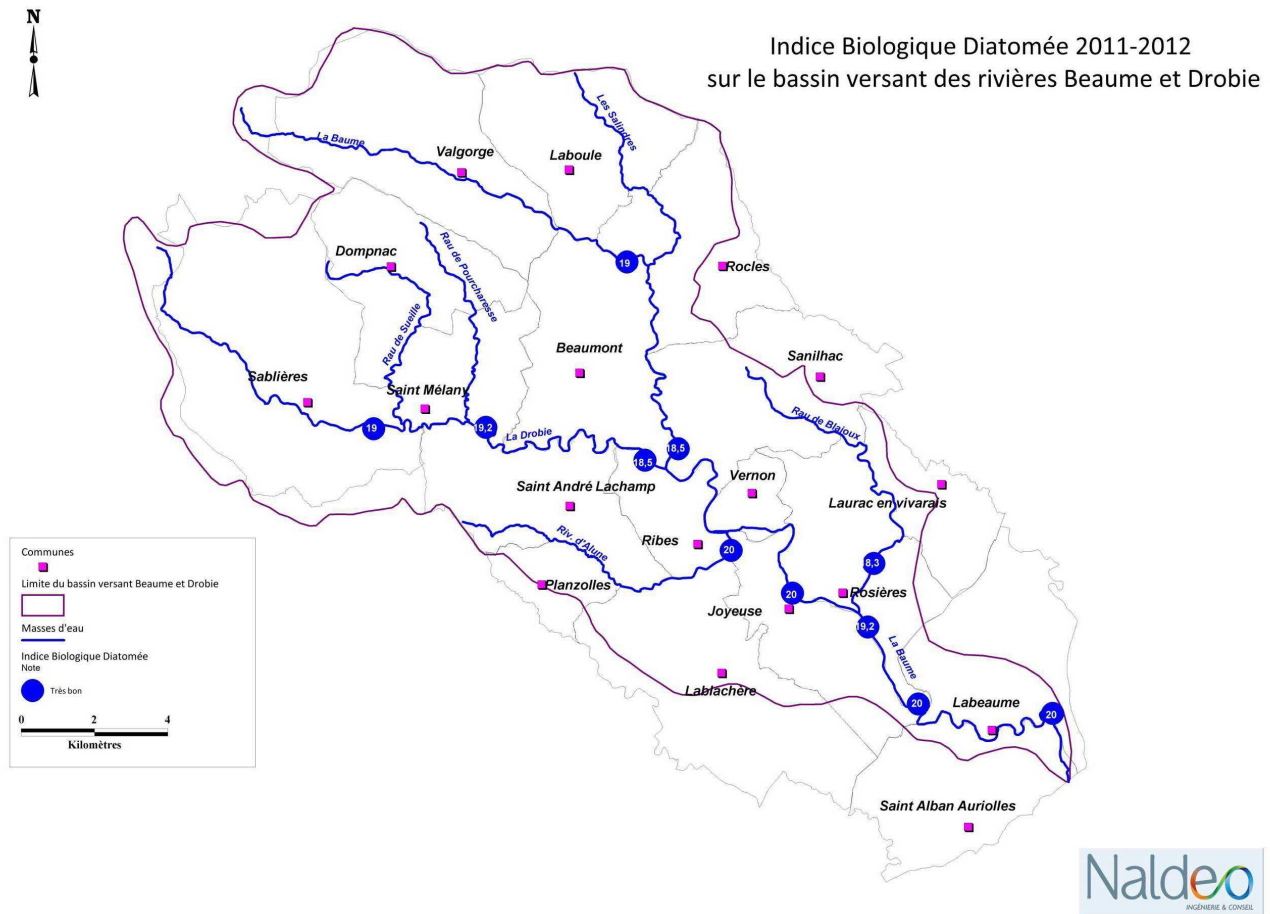 N
Indice Biologique Diatomée 2011-2012
sur le bassin versant des rivières Beaume et Drobie
La Baume
Valgorge
Laboule
Les Salindres
Dompnac
Rau de Pourcharesse
Rau de Sueille
19
Rocles
Beaumont
Sanilhac
Sablières
Saint Mélany
Rau de Blajoux
19
19,2
La Drobie
18,5
18,5
Vernon
Saint André Lachamp
Laurac en vivarais
Riv. d'Alune
Ribes
20
8,3
Planzolles
20
Rosières
Joyeuse
19,2
La Baume
Lablachère
20
Labeaume
20
Saint Alban Auriolles
Communes
Limite du bassin versant Beaume et Drobie
Masses d'eau
Indice Biologique Diatomée
Note
Très bon
0 2 4
Kilomètres
Naldeo
INGÉNIERIE & CONSEIL